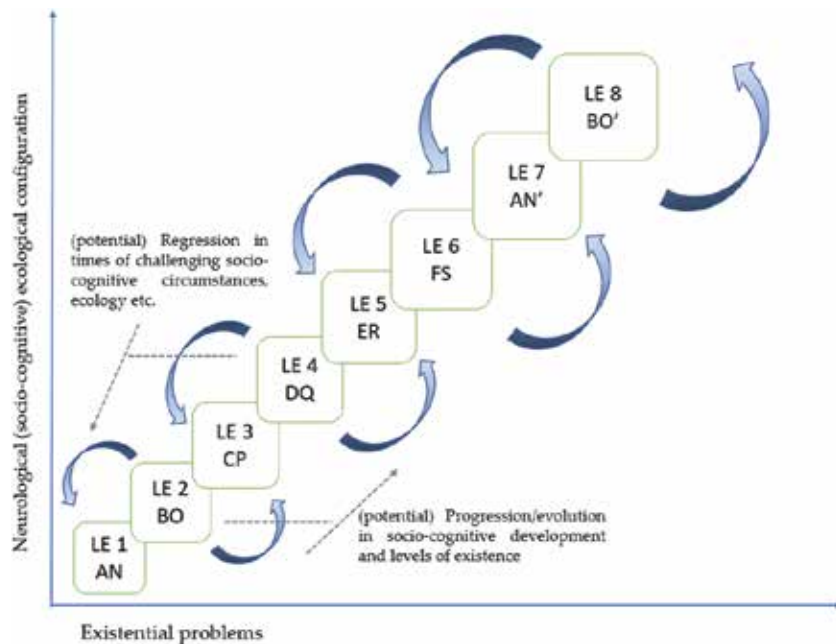 Neurological (socio-cognitive) ecological configuration
LE 8
BO’
LE 7
AN’
(potential) Regression in
times of challenging socio-
cognitive circumstances,
ecology etc.
LE 6
FS
LE 5
ER
LE 4
DQ
LE 3
CP
LE 2
BO
(potential) Progression/evolution
in socio-cognitive development
and levels of existence
LE 1
AN
Existential problems